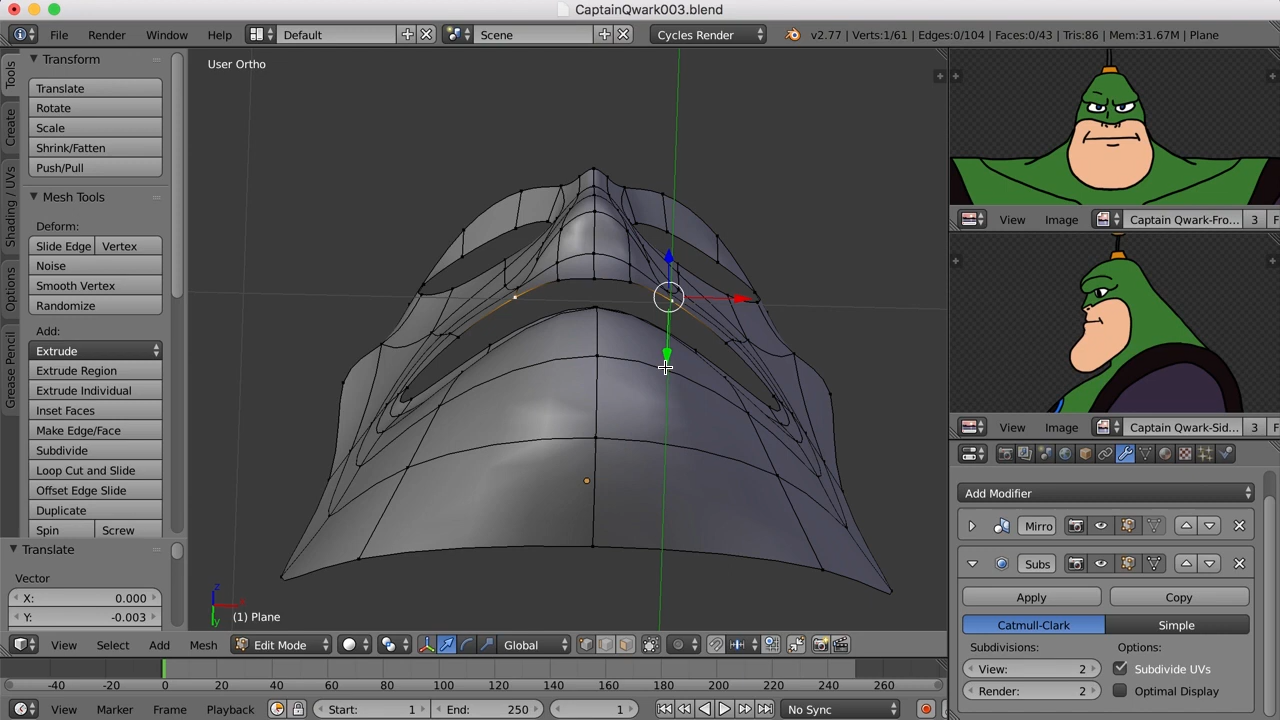 CaptainQwark003.blend
File Render Window Help Default Scene Cycles Render v2.77 | Verts:1/61 | Edges:0/104 | Faces:0/43 | Tris:86 | Mem:31.67M | Plane
Tools
Create
Shading / UVs
Options
Grease Pencil
Transform
Translate
Rotate
Scale
Shrink/Fatten
Push/Pull
Mesh Tools
Deform:
Slide Edge Vertex
Noise
Smooth Vertex
Randomize
Add:
Extrude
Extrude Region
Extrude Individual
Inset Faces
Make Edge/Face
Subdivide
Loop Cut and Slide
Offset Edge Slide
Duplicate
Spin Screw
Translate
Vector
X: 0.000
Y: -0.003
User Ortho
z
y
(1) Plane
View Select Add Mesh Edit Mode Global
View Image Captain Qwark-Fro... 3 F
View Image Captain Qwark-Sid... 3 F
Add Modifier
Mirro
Subs
Apply Copy
Catmull-Clark Simple
Subdivisions: Options:
View: 2 Subdivide UVs
Render: 2 Optimal Display
-40 -20 0 20 40 60 80 100 120 140 160 180 200 220 240 260
View Marker Frame Playback Start: 1 End: 250 1 No Sync